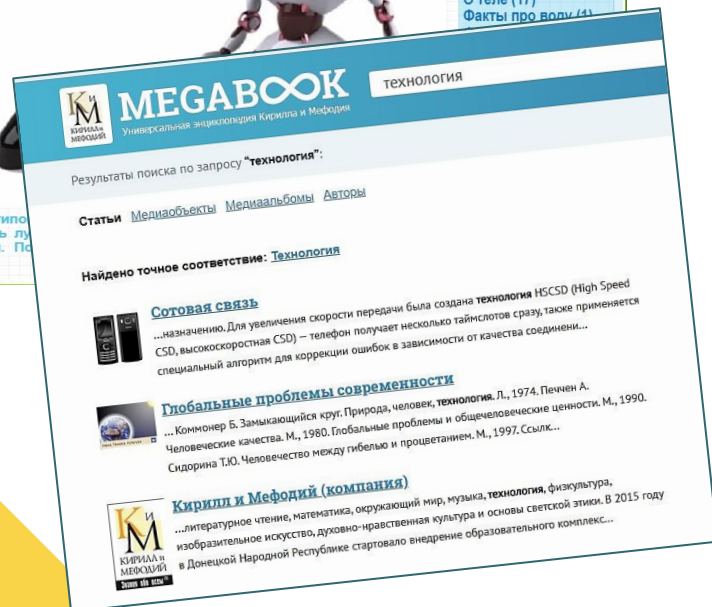 О теле (17)
Факты про воду (1)
КИРИЛЛ и
МЕФОДИЙ
MEGABOOK
Универсальная энциклопедия Кирилла и Мефодия
технология
Результаты поиска по запросу "технология":
Статьи Медиаобъекты Медиаальбомы Авторы
Найдено точное соответствие: Технология
Сотовая связь
...назначению. Для увеличения скорости передачи была создана технология HSCSD (High Speed
CSD, высокоскоростная CSD) — телефон получает несколько таймслотов сразу, также применяется
специальный алгоритм для коррекции ошибок в зависимости от качества соединени...
Глобальные проблемы современности
... Коммонер Б. Замыкающийся круг. Природа, человек, технология. Л., 1974. Печчеи А.
Человеческие качества. М., 1980. Глобальные проблемы и общечеловеческие ценности. М., 1990.
Сидорина Т.Ю. Человечество между гибелью и процветанием. М., 1997. Ссылк...
Кирилл и Мефодий (компания)
...литературное чтение, математика, окружающий мир, музыка, технология, физкультура,
изобразительное искусство, духовно-нравственная культура и основы светской этики. В 2015 году
в Донецкой Народной Республике стартовало внедрение образовательного комплекс...
КИРИЛЛ и
МЕФОДИЙ
Знание обо всем